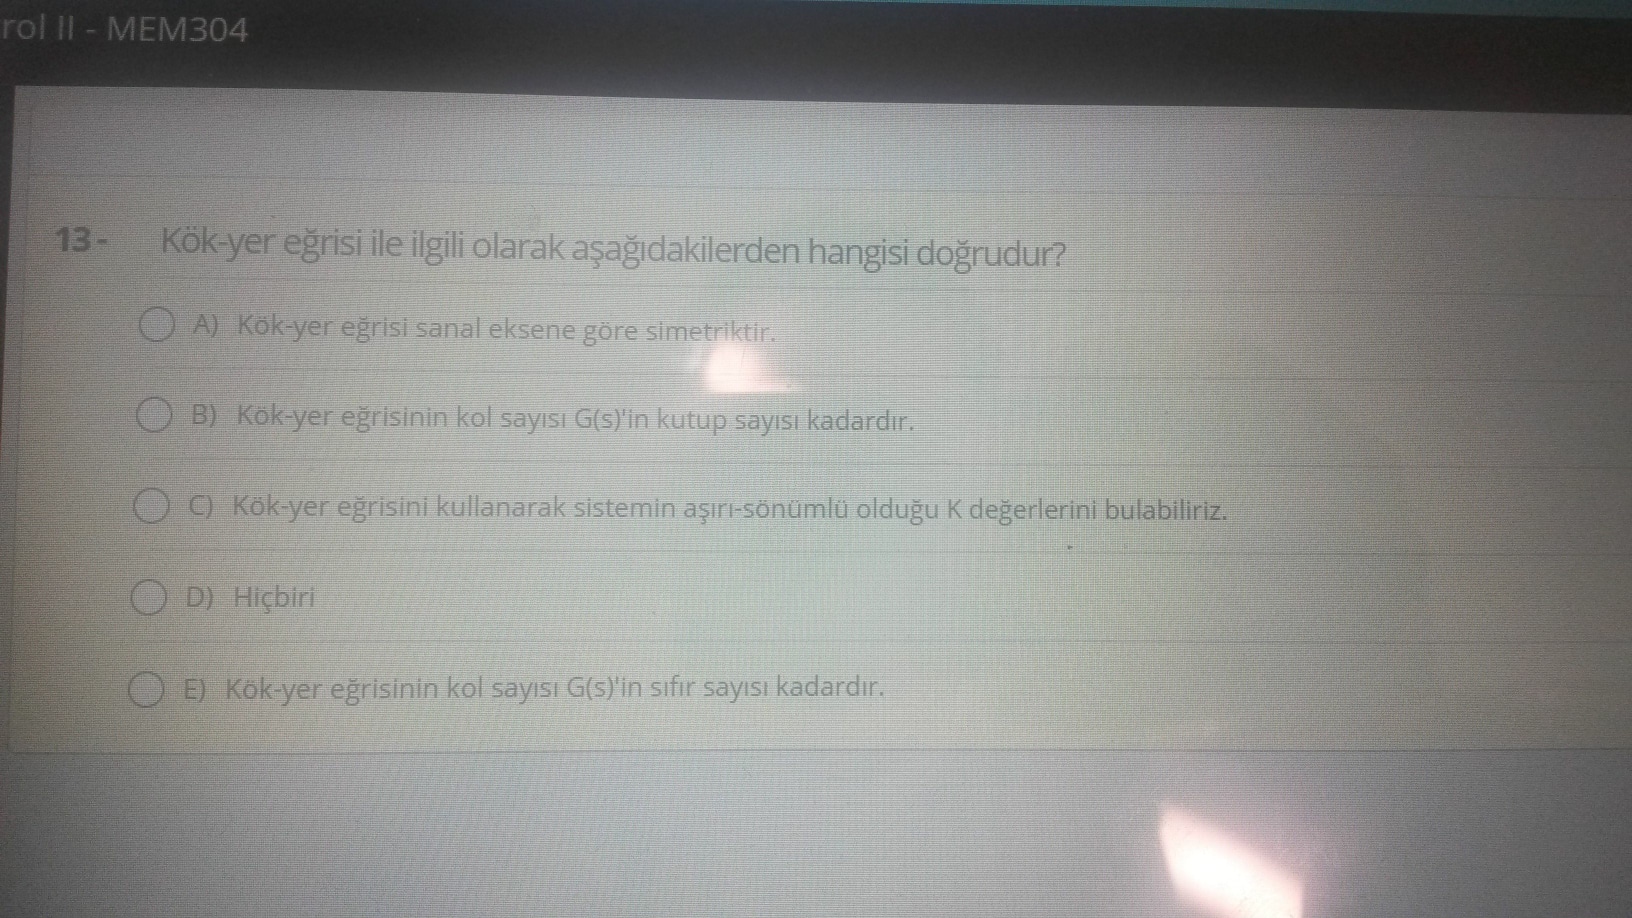 rol II - MEM304
13 - Kök-yer eğrisi ile ilgili olarak aşağıdakilerden hangisi doğrudur?
A) Kök-yer eğrisi sanal eksene göre simetriktir.
B) Kök-yer eğrisinin kol sayısı G(s)'in kutup sayısı kadardır.
C) Kök-yer eğrisini kullanarak sistemin aşırı-sönümlü olduğu K değerlerini bulabiliriz.
D) Hiçbiri
E) Kök-yer eğrisinin kol sayısı G(s)'in sıfır sayısı kadardır.